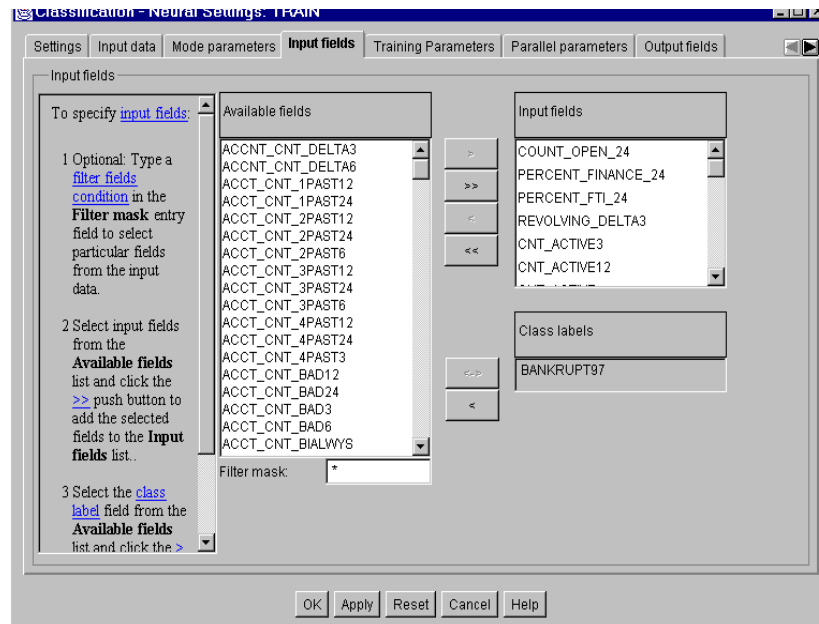 Classification - Neural Settings: TRAIN
Settings
Input data
Mode parameters
Input fields
Training Parameters
Parallel parameters
Output fields
Input fields
To specify input fields:
1 Optional: Type a
filter fields
condition in the
Filter mask entry
field to select
particular fields
from the input
data.
2 Select input fields
from the
Available fields
list and click the
>> push button to
add the selected
fields to the Input
fields list..
3 Select the class
label field from the
Available fields
list and click the >
Available fields
ACCNT_CNT_DELTA3
ACCNT_CNT_DELTA6
ACCT_CNT_1PAST12
ACCT_CNT_1PAST24
ACCT_CNT_2PAST12
ACCT_CNT_2PAST24
ACCT_CNT_2PAST6
ACCT_CNT_3PAST12
ACCT_CNT_3PAST24
ACCT_CNT_3PAST6
ACCT_CNT_4PAST12
ACCT_CNT_4PAST24
ACCT_CNT_4PAST3
ACCT_CNT_BAD12
ACCT_CNT_BAD24
ACCT_CNT_BAD3
ACCT_CNT_BAD6
ACCT_CNT_BIALWYS
Filter mask: *
>
>>
<
<<
Input fields
COUNT_OPEN_24
PERCENT_FINANCE_24
PERCENT_FTI_24
REVOLVING_DELTA3
CNT_ACTIVE3
CNT_ACTIVE12
<->
<
Class labels
BANKRUPT97
OK
Apply
Reset
Cancel
Help